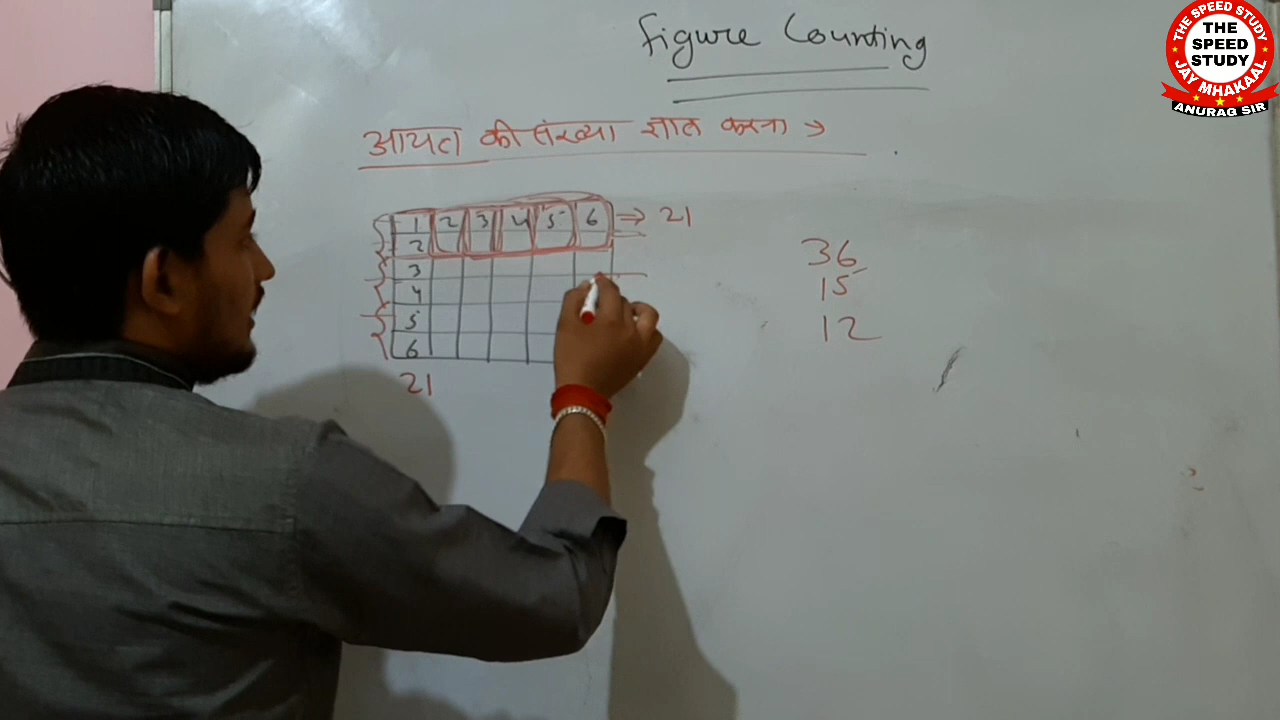 Figure Counting
THE SPEED STUDY
THE
SPEED
STUDY
JAY MHAKAAL
ANURAG SIR
आयत की संख्या ज्ञात करना →
1 2 3 4 5 6 → 21
2
3
4
5
6
21
36
15
12